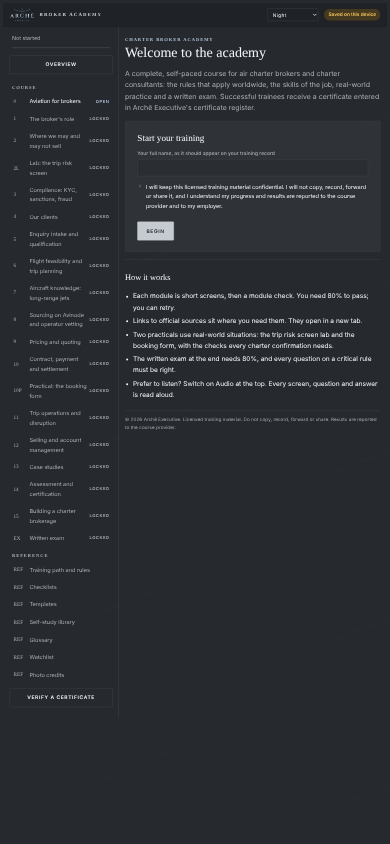 ARCHÉ
BROKER ACADEMY
Night
Saved on this device
Not started
OVERVIEW
COURSE
0 Aviation for brokers OPEN
1 The broker's role LOCKED
2 Where we may and may not sell LOCKED
2L Lab: the trip risk screen LOCKED
3 Compliance: KYC, sanctions, fraud LOCKED
4 Our clients LOCKED
5 Enquiry intake and qualification LOCKED
6 Flight feasibility and trip planning LOCKED
7 Aircraft knowledge: long-range jets LOCKED
8 Sourcing on Avinode and operator vetting LOCKED
9 Pricing and quoting LOCKED
10 Contract, payment and settlement LOCKED
10P Practical: the booking form LOCKED
11 Trip operations and disruption LOCKED
12 Selling and account management LOCKED
13 Case studies LOCKED
14 Assessment and certification LOCKED
15 Building a charter brokerage LOCKED
EX Written exam LOCKED
REFERENCE
REF Training path and rules
REF Checklists
REF Templates
REF Self-study library
REF Glossary
REF Watchlist
REF Photo credits
VERIFY A CERTIFICATE
CHARTER BROKER ACADEMY
Welcome to the academy
A complete, self-paced course for air charter brokers and charter
consultants: the rules that apply worldwide, the skills of the job, real-world
practice and a written exam. Successful trainees receive a certificate entered
in Arché Executive's certificate register.
Start your training
Your full name, as it should appear on your training record
I will keep this licensed training material confidential. I will not copy, record, forward
or share it, and I understand my progress and results are reported to the course
provider and to my employer.
BEGIN
How it works
• Each module is short screens, then a module check. You need 80% to pass;
you can retry.
• Links to official sources sit where you need them. They open in a new tab.
• Two practicals use real-world situations: the trip risk screen lab and the
booking form, with the checks every charter confirmation needs.
• The written exam at the end needs 80%, and every question on a critical rule
must be right.
• Prefer to listen? Switch on Audio at the top. Every screen, question and answer
is read aloud.
© 2026 Arché Executive. Licensed training material. Do not copy, record, forward or share. Results are reported
to the course provider.